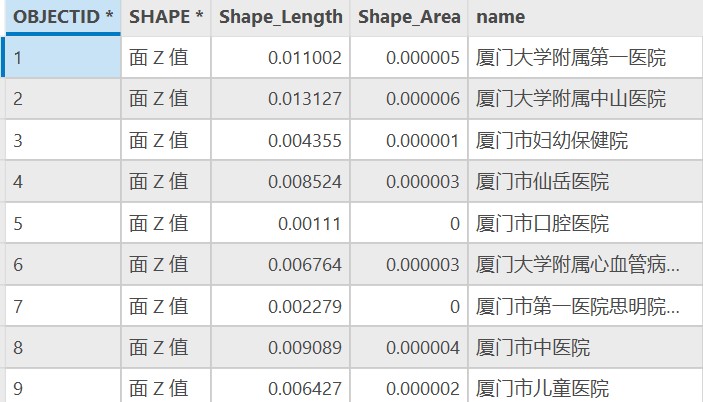 OBJECTID * SHAPE * Shape_Length Shape_Area name
1 面 Z 值 0.011002 0.000005 厦门大学附属第一医院
2 面 Z 值 0.013127 0.000006 厦门大学附属中山医院
3 面 Z 值 0.004355 0.000001 厦门市妇幼保健院
4 面 Z 值 0.008524 0.000003 厦门市仙岳医院
5 面 Z 值 0.00111 0 厦门市口腔医院
6 面 Z 值 0.006764 0.000003 厦门大学附属心血管病...
7 面 Z 值 0.002279 0 厦门市第一医院思明院...
8 面 Z 值 0.009089 0.000004 厦门市中医院
9 面 Z 值 0.006427 0.000002 厦门市儿童医院